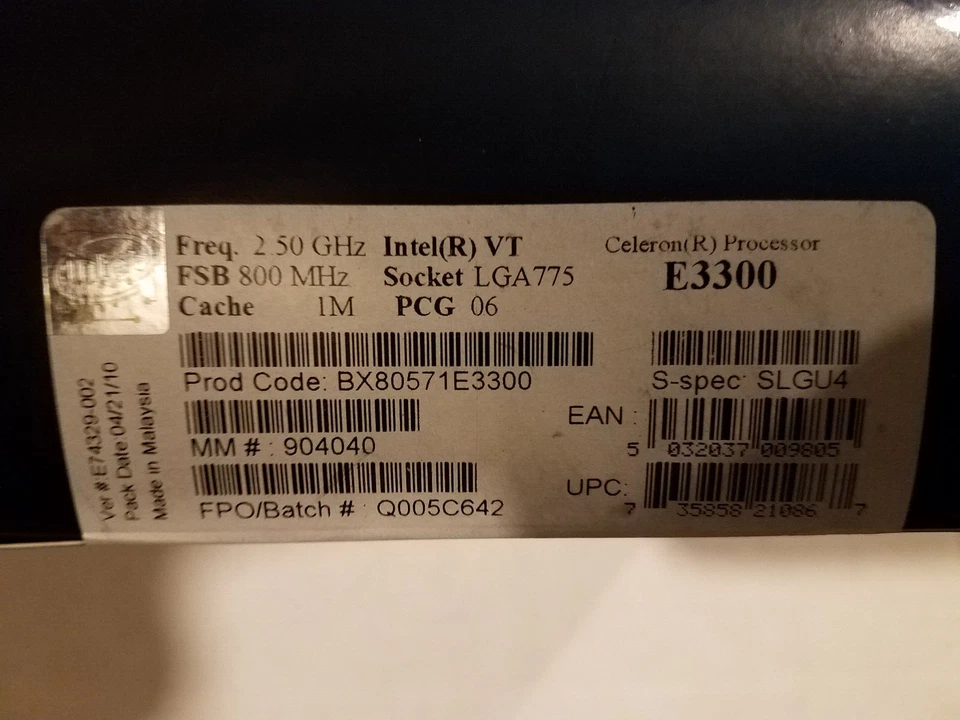 Freq. 2.50 GHz Intel(R) VT
FSB 800 MHz Socket LGA775
Cache 1M PCG 06
Celeron(R) Processor
E3300
intel
Prod Code: BX80571E3300
S-spec: SLGU4
MM # : 904040
EAN :
5 032037 009805
FPO/Batch # : Q005C642
UPC:
7 35858 21086 7
Ver # E74329-002
Pack Date 04/21/10
Made in Malaysia